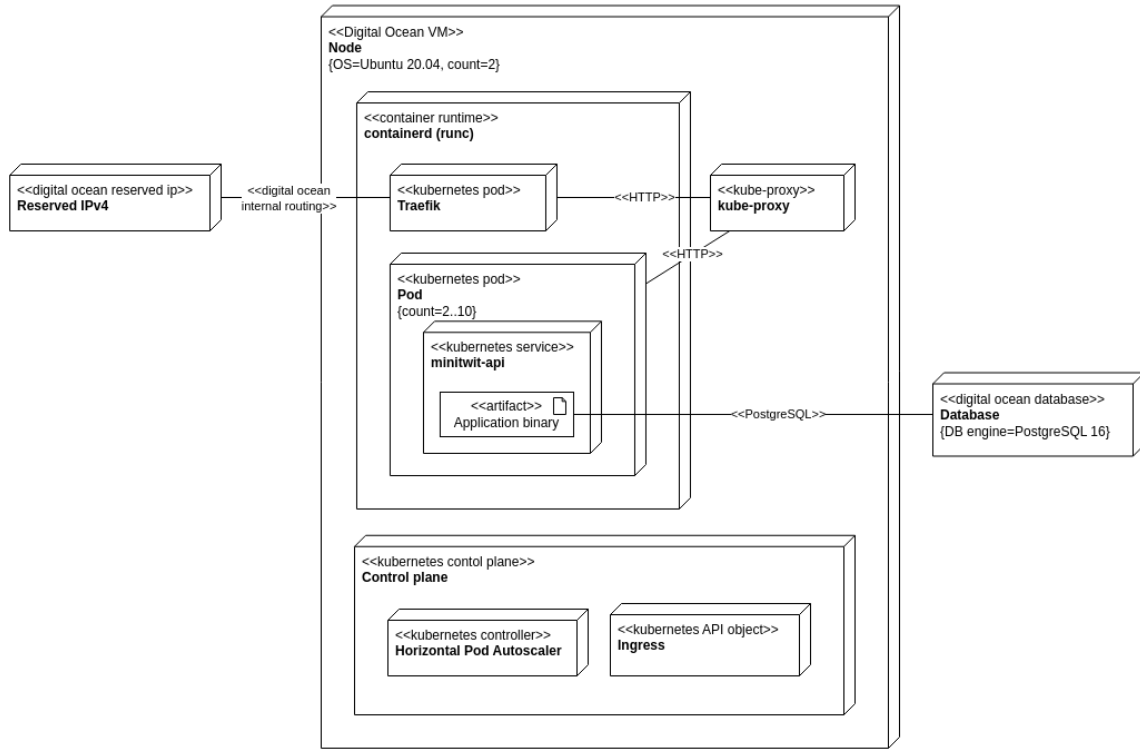 <<Digital Ocean VM>>
Node
{OS=Ubuntu 20.04, count=2}
<<container runtime>>
containerd (runc)
<<digital ocean reserved ip>>
Reserved IPv4
<<digital ocean
internal routing>>
<<kubernetes pod>>
Traefik
<<HTTP>>
<<kube-proxy>>
kube-proxy
<<HTTP>>
<<kubernetes pod>>
Pod
{count=2..10}
<<kubernetes service>>
minitwit-api
<<artifact>>
Application binary
<<PostgreSQL>>
<<digital ocean database>>
Database
{DB engine=PostgreSQL 16}
<<kubernetes contol plane>>
Control plane
<<kubernetes controller>>
Horizontal Pod Autoscaler
<<kubernetes API object>>
Ingress